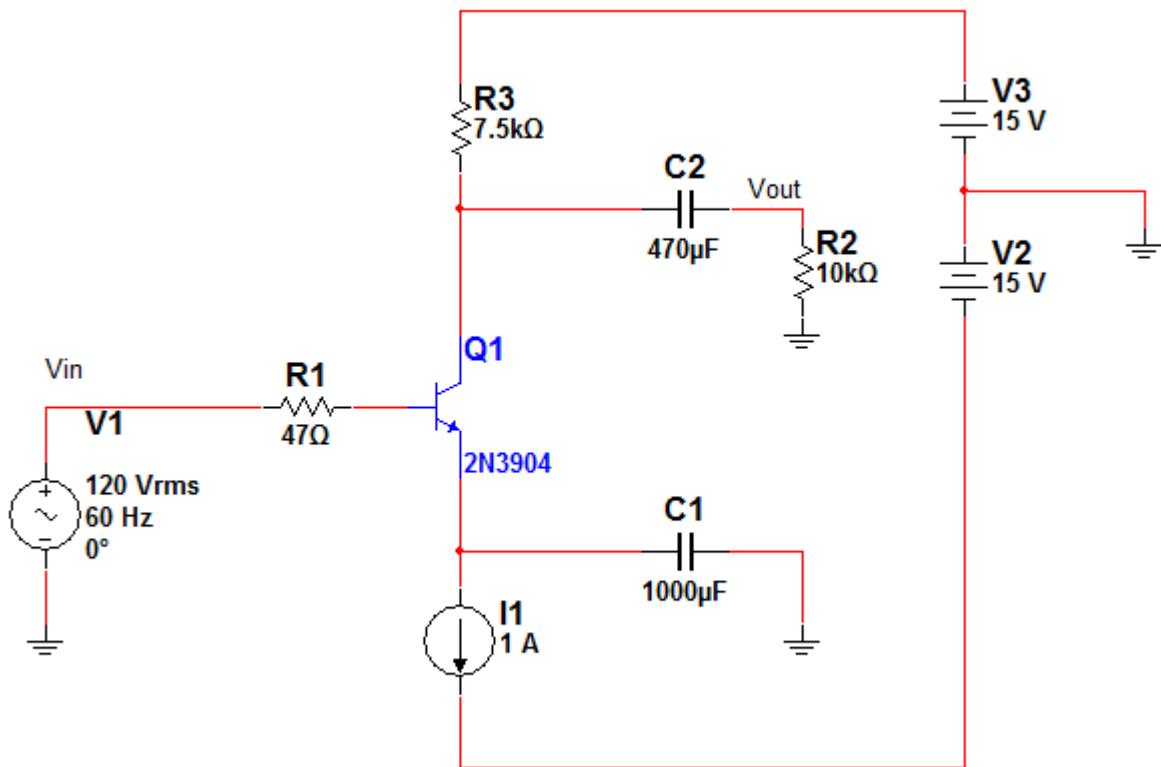 R3
7.5kΩ
V3
15 V
C2
470µF
Vout
R2
10kΩ
V2
15 V
Vin
V1
120 Vrms
60 Hz
0°
R1
47Ω
Q1
2N3904
C1
1000µF
I1
1 A